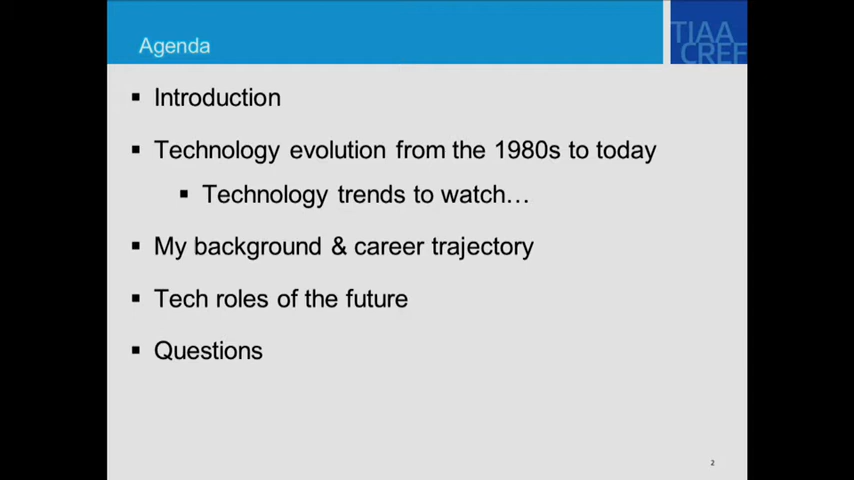 Agenda
TIAA
CREF
▪ Introduction
▪ Technology evolution from the 1980s to today
▪ Technology trends to watch…
▪ My background & career trajectory
▪ Tech roles of the future
▪ Questions
2